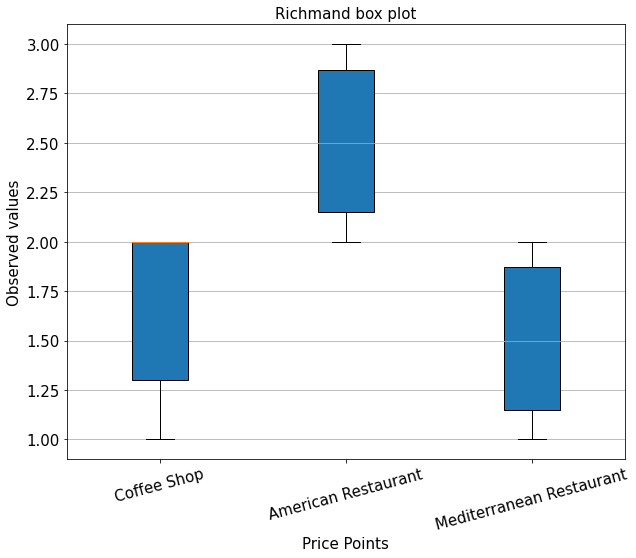 Richmand box plot
3.00
2.75
2.50
2.25
2.00
1.75
1.50
1.25
1.00
Observed values
Coffee Shop
American Restaurant
Mediterranean Restaurant
Price Points